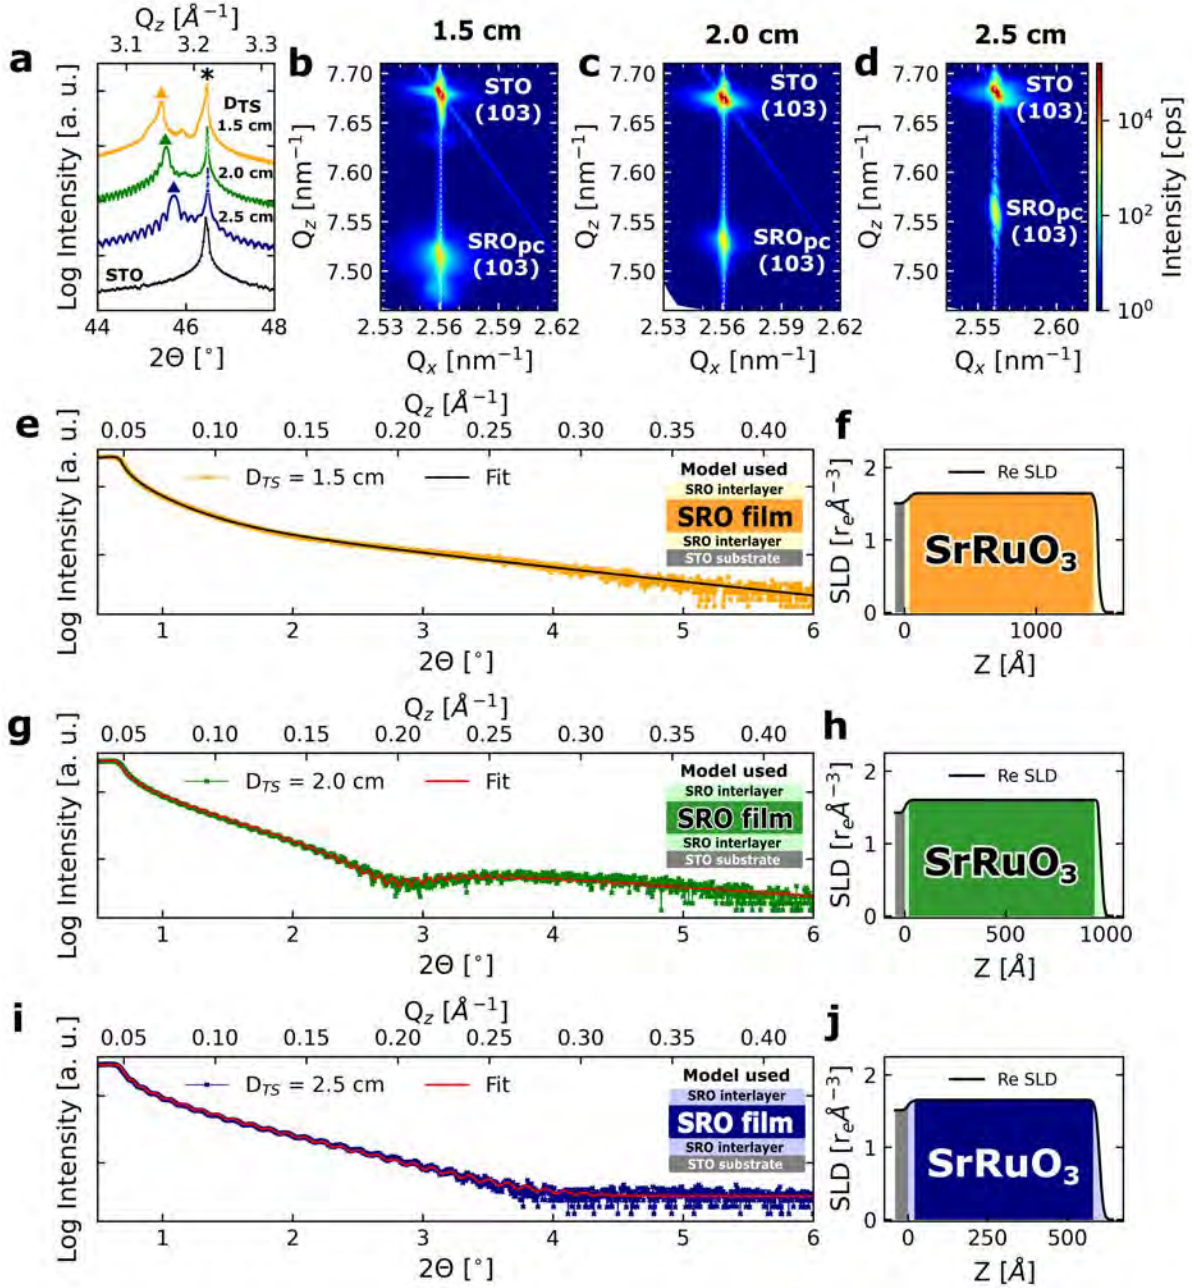 Q_z [Å⁻¹]
3.1 3.2 3.3
a
*
D_TS
1.5 cm
2.0 cm
2.5 cm
STO
Log Intensity [a. u.]
44 46 48
2Θ [°]
1.5 cm
b
7.70
7.65
7.60
7.55
7.50
Q_z [nm⁻¹]
STO
(103)
SRO_pc
(103)
2.53 2.56 2.59 2.62
Q_x [nm⁻¹]
2.0 cm
c
7.70
7.65
7.60
7.55
7.50
Q_z [nm⁻¹]
STO
(103)
SRO_pc
(103)
2.53 2.56 2.59 2.62
Q_x [nm⁻¹]
2.5 cm
d
7.70
7.65
7.60
7.55
7.50
Q_z [nm⁻¹]
STO
(103)
SRO_pc
(103)
2.56 2.60
Q_x [nm⁻¹]
10⁴
10²
10⁰
Intensity [cps]
e
Q_z [Å⁻¹]
0.05 0.10 0.15 0.20 0.25 0.30 0.35 0.40
Log Intensity [a. u.]
D_TS = 1.5 cm
Fit
Model used
SRO interlayer
SRO film
SRO interlayer
STO substrate
1 2 3 4 5 6
2Θ [°]
f
SLD [r_eÅ⁻³]
2
1
0
Re SLD
SrRuO₃
0 1000
Z [Å]
g
Q_z [Å⁻¹]
0.05 0.10 0.15 0.20 0.25 0.30 0.35 0.40
Log Intensity [a. u.]
D_TS = 2.0 cm
Fit
Model used
SRO interlayer
SRO film
SRO interlayer
STO substrate
1 2 3 4 5 6
2Θ [°]
h
SLD [r_eÅ⁻³]
2
1
0
Re SLD
SrRuO₃
0 500 1000
Z [Å]
i
Q_z [Å⁻¹]
0.05 0.10 0.15 0.20 0.25 0.30 0.35 0.40
Log Intensity [a. u.]
D_TS = 2.5 cm
Fit
Model used
SRO interlayer
SRO film
SRO interlayer
STO substrate
1 2 3 4 5 6
2Θ [°]
j
SLD [r_eÅ⁻³]
2
1
0
Re SLD
SrRuO₃
0 250 500
Z [Å]